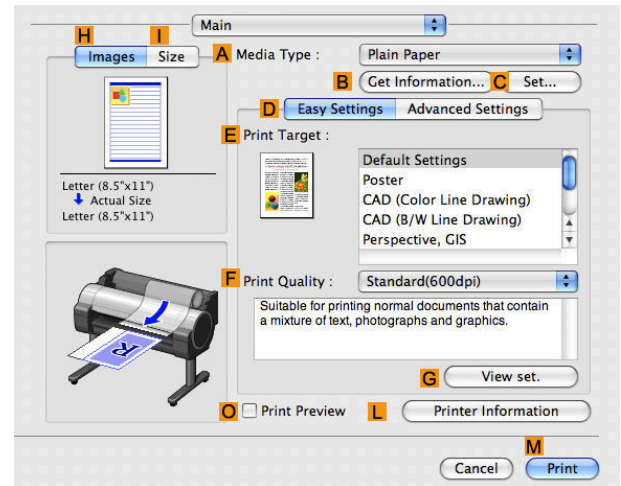 Main
H I
Images Size
A Media Type : Plain Paper
B Get Information... C Set...
D Easy Settings Advanced Settings
E Print Target :
Default Settings
Poster
CAD (Color Line Drawing)
CAD (B/W Line Drawing)
Perspective, GIS
Letter (8.5"x11")
Actual Size
Letter (8.5"x11")
F Print Quality : Standard(600dpi)
Suitable for printing normal documents that contain
a mixture of text, photographs and graphics.
R
G View set.
O Print Preview L Printer Information
M
Cancel Print